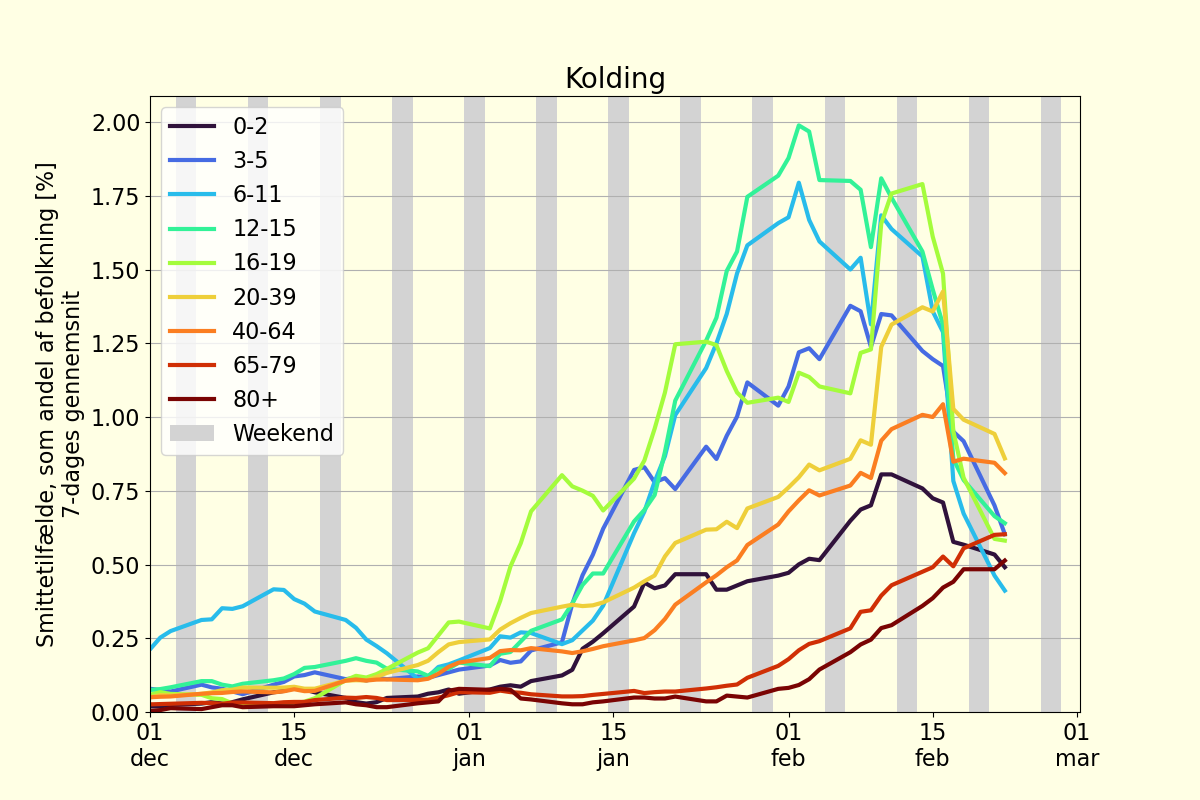 Kolding
Smittetilfælde, som andel af befolkning [%]
7-dages gennemsnit
2.00
1.75
1.50
1.25
1.00
0.75
0.50
0.25
0.00
0-2
3-5
6-11
12-15
16-19
20-39
40-64
65-79
80+
Weekend
01
dec
15
dec
01
jan
15
jan
01
feb
15
feb
01
mar